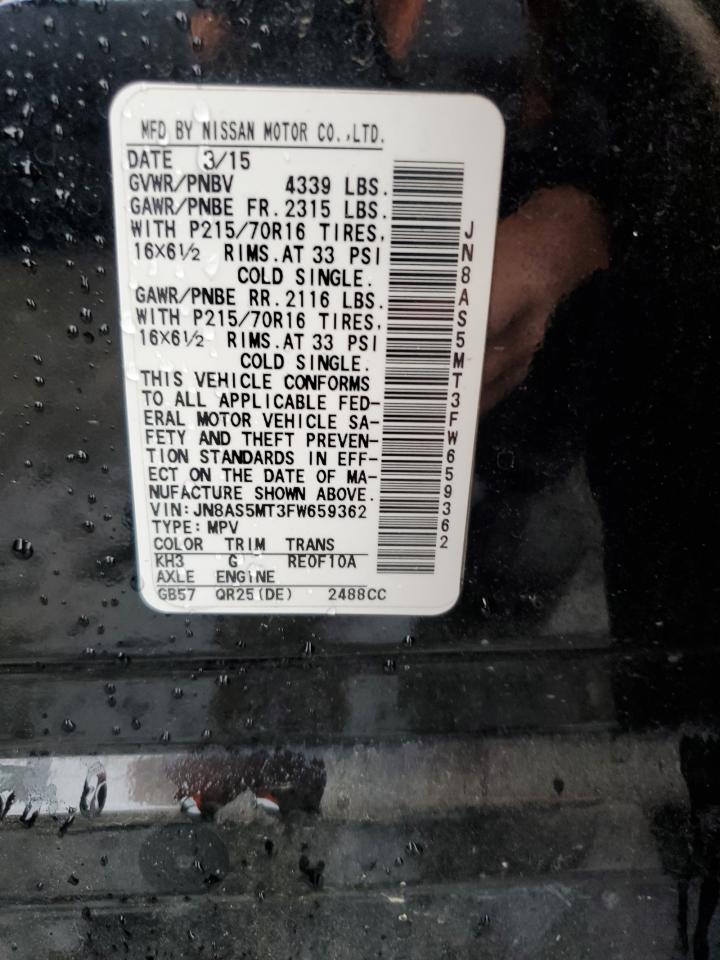 MFD BY NISSAN MOTOR CO.,LTD.
DATE 3/15
GVWR/PNBV 4339 LBS.
GAWR/PNBE FR.2315 LBS.
WITH P215/70R16 TIRES,
16X6½ RIMS.AT 33 PSI
COLD SINGLE.
GAWR/PNBE RR.2116 LBS.
WITH P215/70R16 TIRES,
16X6½ RIMS.AT 33 PSI
COLD SINGLE.
THIS VEHICLE CONFORMS
TO ALL APPLICABLE FED-
ERAL MOTOR VEHICLE SA-
FETY AND THEFT PREVEN-
TION STANDARDS IN EFF-
ECT ON THE DATE OF MA-
NUFACTURE SHOWN ABOVE.
VIN:JN8AS5MT3FW659362
TYPE:MPV
COLOR TRIM TRANS
KH3 G RE0F10A
AXLE ENGINE
GB57 QR25(DE) 2488CC
JN8AS5MT3FW659362